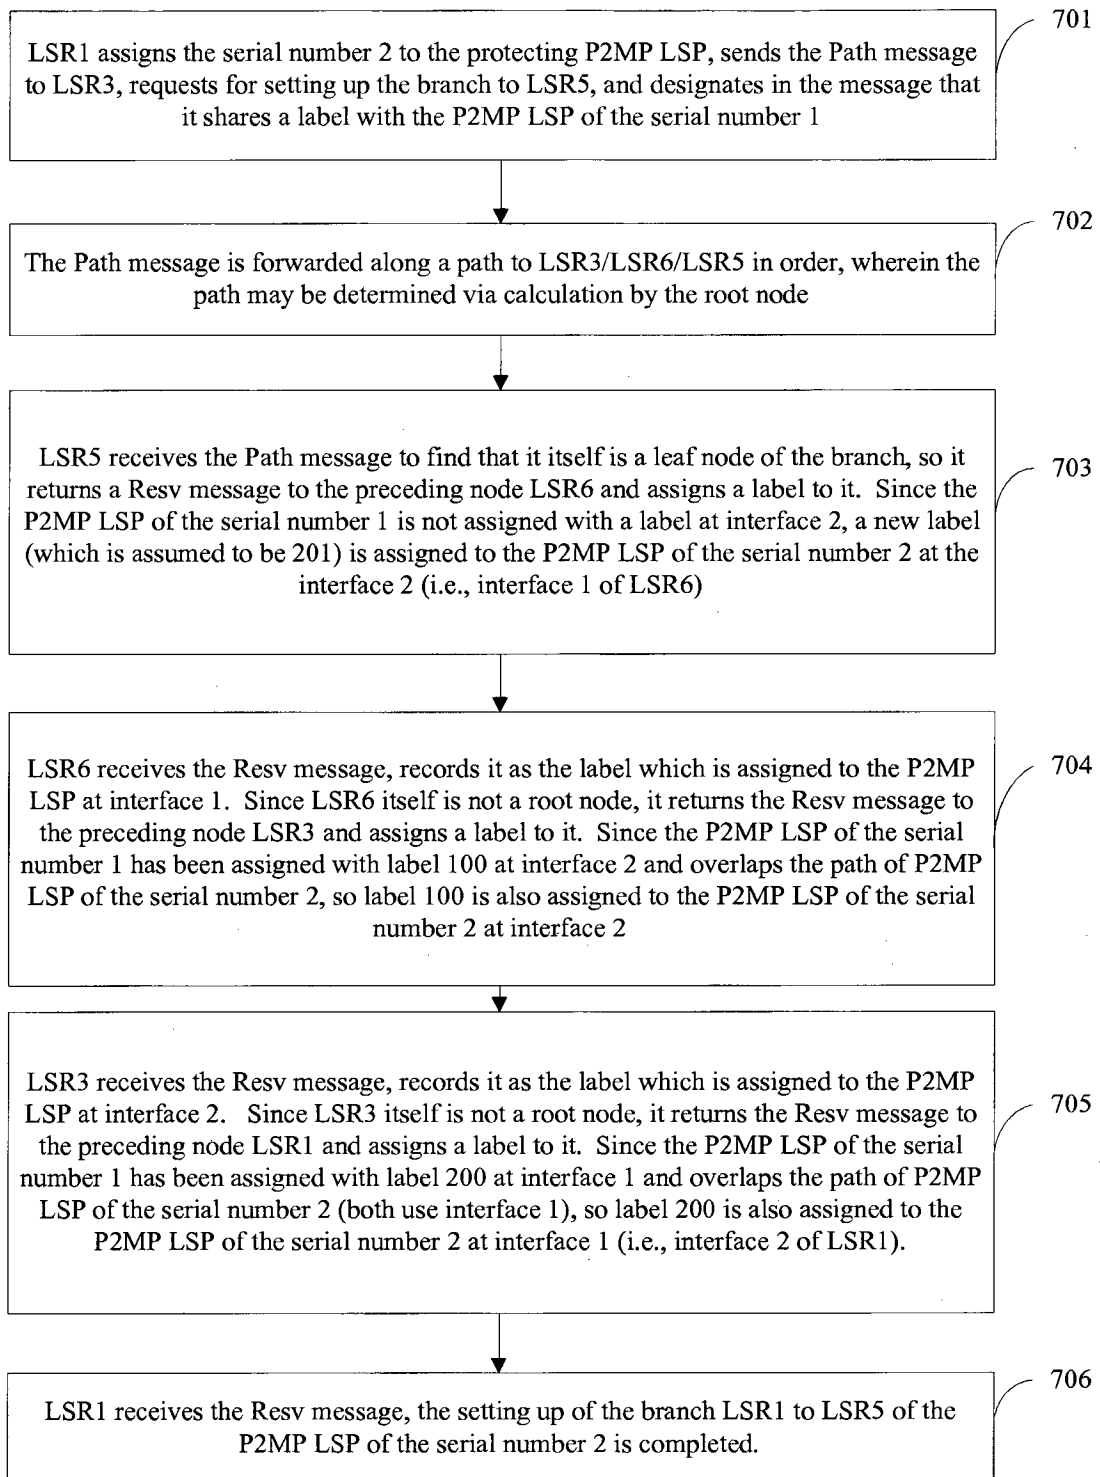 LSR1 assigns the serial number 2 to the protecting P2MP LSP, sends the Path message
to LSR3, requests for setting up the branch to LSR5, and designates in the message that
it shares a label with the P2MP LSP of the serial number 1
701
The Path message is forwarded along a path to LSR3/LSR6/LSR5 in order, wherein the
path may be determined via calculation by the root node
702
LSR5 receives the Path message to find that it itself is a leaf node of the branch, so it
returns a Resv message to the preceding node LSR6 and assigns a label to it. Since the
P2MP LSP of the serial number 1 is not assigned with a label at interface 2, a new label
(which is assumed to be 201) is assigned to the P2MP LSP of the serial number 2 at the
interface 2 (i.e., interface 1 of LSR6)
703
LSR6 receives the Resv message, records it as the label which is assigned to the P2MP
LSP at interface 1. Since LSR6 itself is not a root node, it returns the Resv message to
the preceding node LSR3 and assigns a label to it. Since the P2MP LSP of the serial
number 1 has been assigned with label 100 at interface 2 and overlaps the path of P2MP
LSP of the serial number 2, so label 100 is also assigned to the P2MP LSP of the serial
number 2 at interface 2
704
LSR3 receives the Resv message, records it as the label which is assigned to the P2MP
LSP at interface 2. Since LSR3 itself is not a root node, it returns the Resv message to
the preceding node LSR1 and assigns a label to it. Since the P2MP LSP of the serial
number 1 has been assigned with label 200 at interface 1 and overlaps the path of P2MP
LSP of the serial number 2 (both use interface 1), so label 200 is also assigned to the
P2MP LSP of the serial number 2 at interface 1 (i.e., interface 2 of LSR1).
705
LSR1 receives the Resv message, the setting up of the branch LSR1 to LSR5 of the
P2MP LSP of the serial number 2 is completed.
706